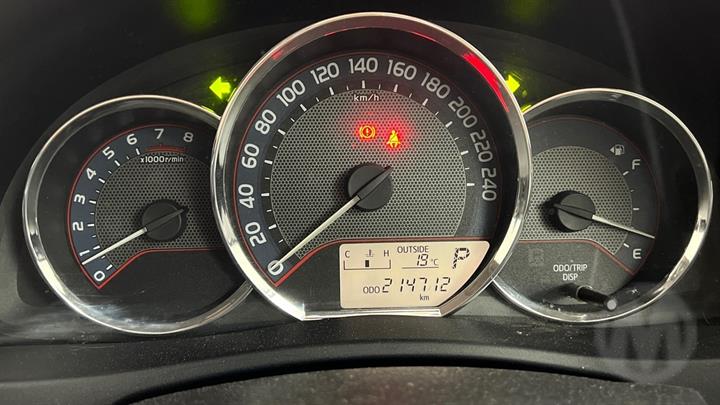 0 1 2 3 4 5 6 7 8
x1000r/min
0 20 40 60 80 100 120 140 160 180 200 220 240
km/h
C H
OUTSIDE
19°C
P
ODO 214712
km
F
E
ODO/TRIP
DISP
M